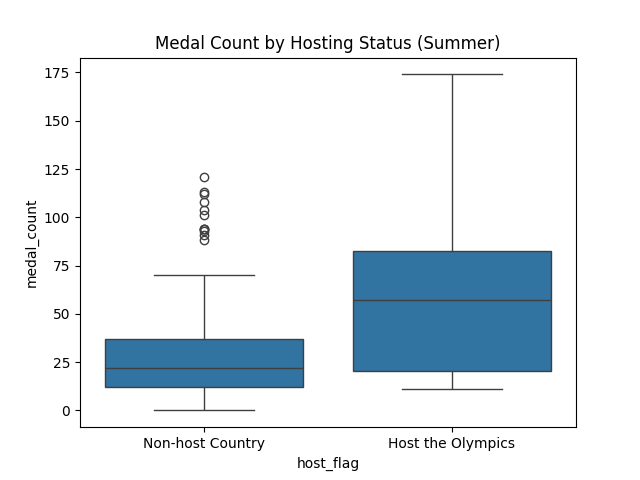 Medal Count by Hosting Status (Summer)
medal_count
175
150
125
100
75
50
25
0
Non-host Country
Host the Olympics
host_flag